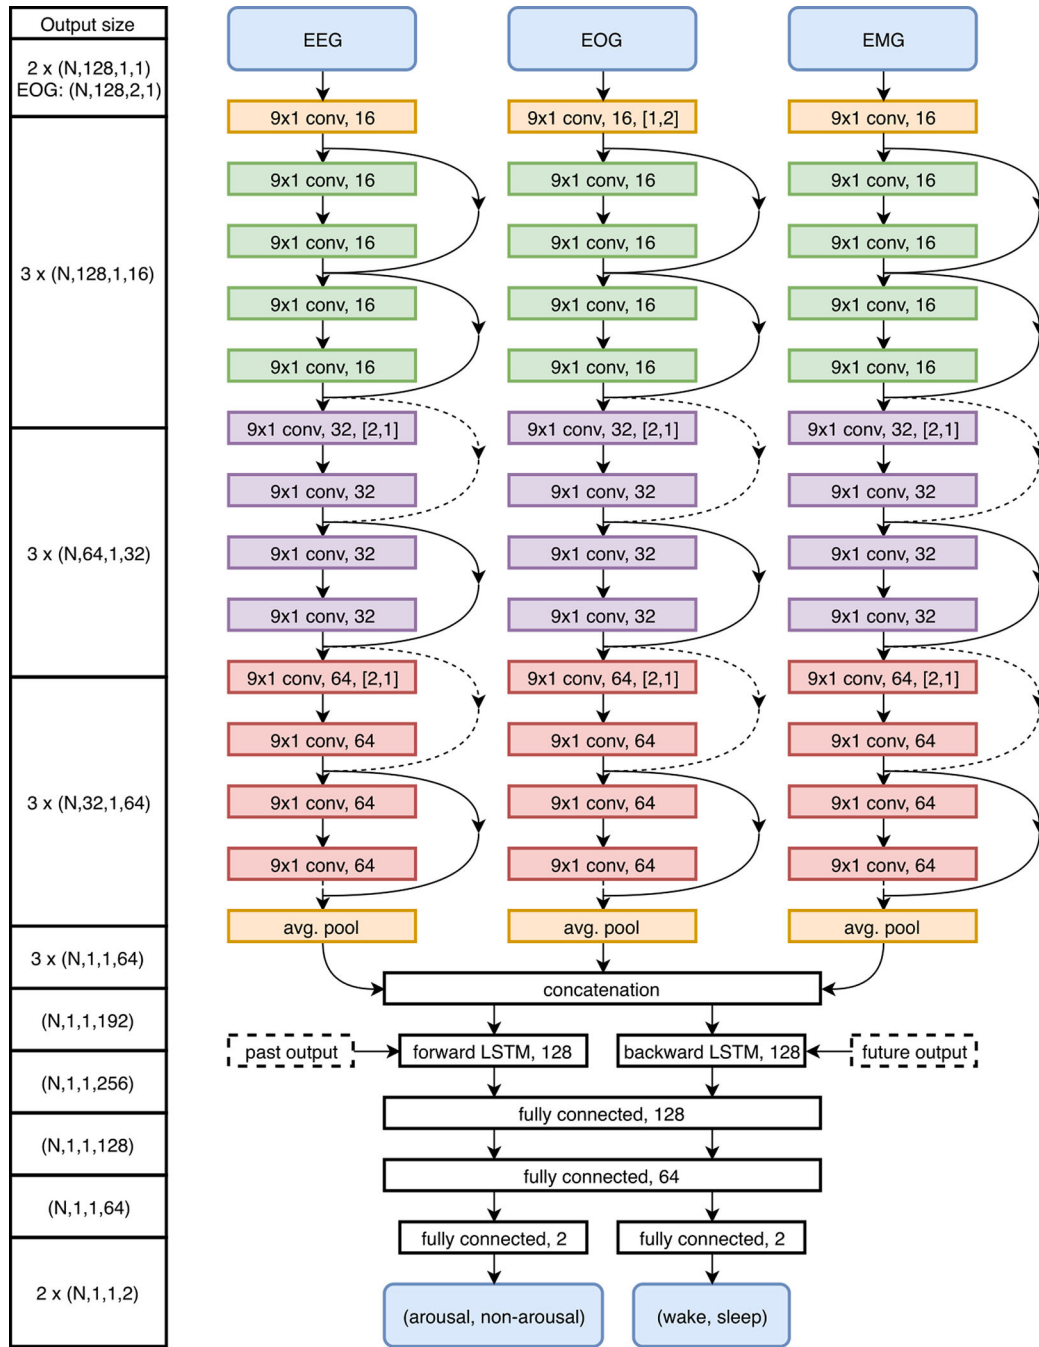 Output size
2 x (N,128,1,1)
EOG: (N,128,2,1)
3 x (N,128,1,16)
3 x (N,64,1,32)
3 x (N,32,1,64)
3 x (N,1,1,64)
(N,1,1,192)
(N,1,1,256)
(N,1,1,128)
(N,1,1,64)
2 x (N,1,1,2)
EEG
EOG
EMG
9x1 conv, 16
9x1 conv, 16, [1,2]
9x1 conv, 16
9x1 conv, 16
9x1 conv, 16
9x1 conv, 16
9x1 conv, 16
9x1 conv, 16
9x1 conv, 16
9x1 conv, 16
9x1 conv, 16
9x1 conv, 16
9x1 conv, 16
9x1 conv, 16
9x1 conv, 16
9x1 conv, 32, [2,1]
9x1 conv, 32, [2,1]
9x1 conv, 32, [2,1]
9x1 conv, 32
9x1 conv, 32
9x1 conv, 32
9x1 conv, 32
9x1 conv, 32
9x1 conv, 32
9x1 conv, 32
9x1 conv, 32
9x1 conv, 32
9x1 conv, 64, [2,1]
9x1 conv, 64, [2,1]
9x1 conv, 64, [2,1]
9x1 conv, 64
9x1 conv, 64
9x1 conv, 64
9x1 conv, 64
9x1 conv, 64
9x1 conv, 64
9x1 conv, 64
9x1 conv, 64
9x1 conv, 64
avg. pool
avg. pool
avg. pool
concatenation
past output
forward LSTM, 128
backward LSTM, 128
future output
fully connected, 128
fully connected, 64
fully connected, 2
fully connected, 2
(arousal, non-arousal)
(wake, sleep)